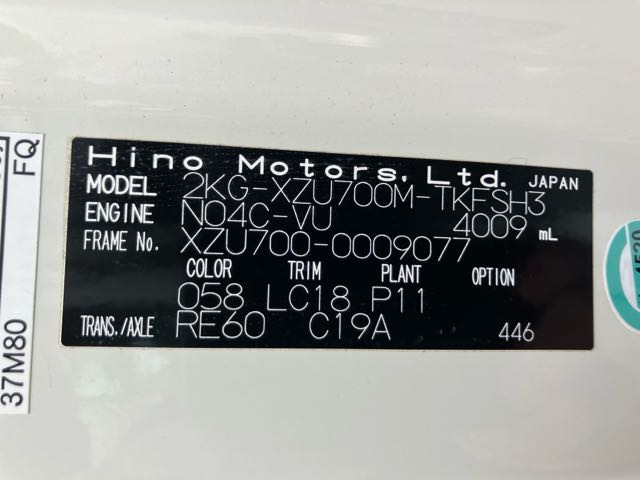 Hino Motors, Ltd. JAPAN
MODEL 2KG-XZU700M-TKFSH3
ENGINE N04C-VU 4009 mL
FRAME No. XZU700-0009077
COLOR TRIM PLANT OPTION
058 LC18 P11
TRANS./AXLE RE60 C19A 446
FQ
37M80